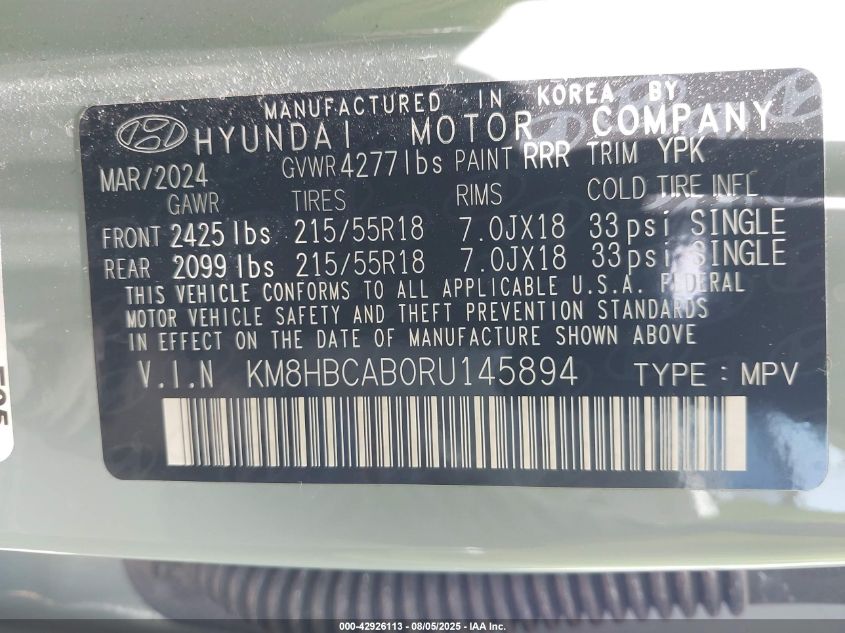 MANUFACTURED IN KOREA BY
HYUNDAI MOTOR COMPANY
MAR/2024 GVWR 4277 lbs PAINT RRR TRIM YPK
GAWR TIRES RIMS COLD TIRE INFL
FRONT 2425 lbs 215/55R18 7.0JX18 33psi SINGLE
REAR 2099 lbs 215/55R18 7.0JX18 33psi SINGLE
THIS VEHICLE CONFORMS TO ALL APPLICABLE U.S.A. FEDERAL
MOTOR VEHICLE SAFETY AND THEFT PREVENTION STANDARDS
IN EFFECT ON THE DATE OF MANUFACTURE SHOWN ABOVE
V.I.N KM8HBCAB0RU145894 TYPE : MPV
000-42926113 - 08/05/2025 - IAA Inc.